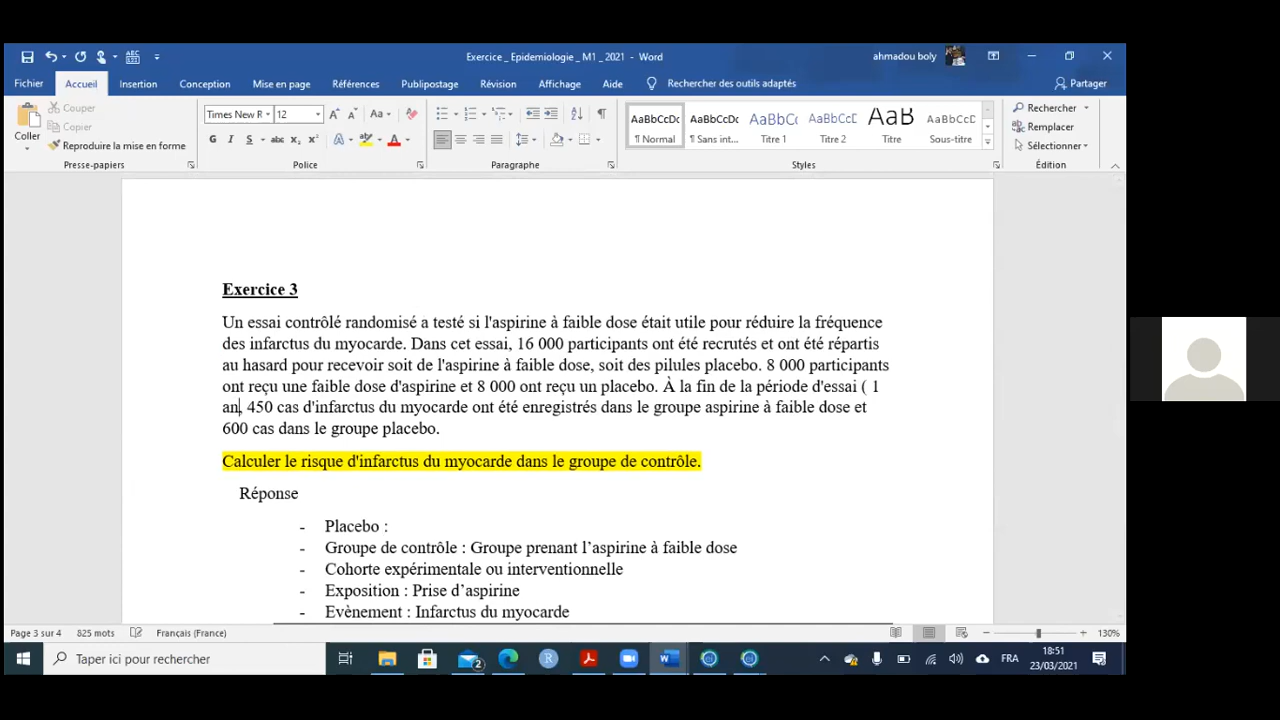 Exercice _ Epidemiologie _ M1 _ 2021 - Word
ahmadou boly
Fichier Accueil Insertion Conception Mise en page Références Publipostage Révision Affichage Aide Rechercher des outils adaptés Partager
Coller
Couper
Copier
Reproduire la mise en forme
Presse-papiers
Times New R 12
G I S abc x₂ x²
Police
Paragraphe
AaBbCcDc AaBbCcDc AaBbCc AaBbCcD AaB AaBbCcD
¶ Normal ¶ Sans int... Titre 1 Titre 2 Titre Sous-titre
Styles
Rechercher
Remplacer
Sélectionner
Édition
Exercice 3
Un essai contrôlé randomisé a testé si l'aspirine à faible dose était utile pour réduire la fréquence
des infarctus du myocarde. Dans cet essai, 16 000 participants ont été recrutés et ont été répartis
au hasard pour recevoir soit de l'aspirine à faible dose, soit des pilules placebo. 8 000 participants
ont reçu une faible dose d'aspirine et 8 000 ont reçu un placebo. À la fin de la période d'essai ( 1
an, 450 cas d'infarctus du myocarde ont été enregistrés dans le groupe aspirine à faible dose et
600 cas dans le groupe placebo.
Calculer le risque d'infarctus du myocarde dans le groupe de contrôle.
Réponse
- Placebo :
- Groupe de contrôle : Groupe prenant l’aspirine à faible dose
- Cohorte expérimentale ou interventionnelle
- Exposition : Prise d’aspirine
- Evènement : Infarctus du myocarde
Page 3 sur 4 825 mots Français (France) 130%
Taper ici pour rechercher
FRA
18:51
23/03/2021